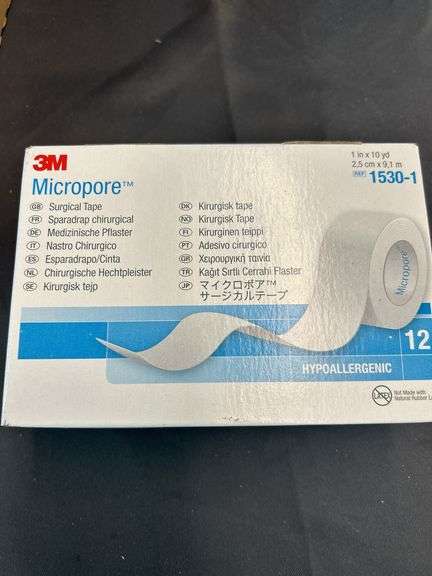 3M
Micropore™
1 in x 10 yd
2,5 cm x 9,1 m
REF 1530-1
GB Surgical Tape
FR Sparadrap chirurgical
DE Medizinische Pflaster
IT Nastro Chirurgico
ES Esparadrapo/Cinta
NL Chirurgische Hechtpleister
SE Kirurgisk tejp
DK Kirurgisk tape
NO Kirurgisk Tape
FI Kirurginen teippi
PT Adesivo cirurgico
GR Χειρουργική ταινία
TR Kağıt Sırtlı Cerrahi Flaster
JP マイクロポア™
サージカルテープ
Micropore
12
HYPOALLERGENIC
LATEX
Not Made with
Natural Rubber